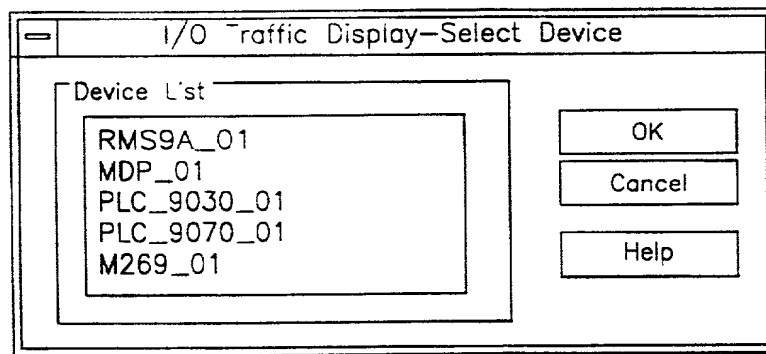 I/O Traffic Display-Select Device
Device List
RMS9A_01
MDP_01
PLC_9030_01
PLC_9070_01
M269_01
OK
Cancel
Help